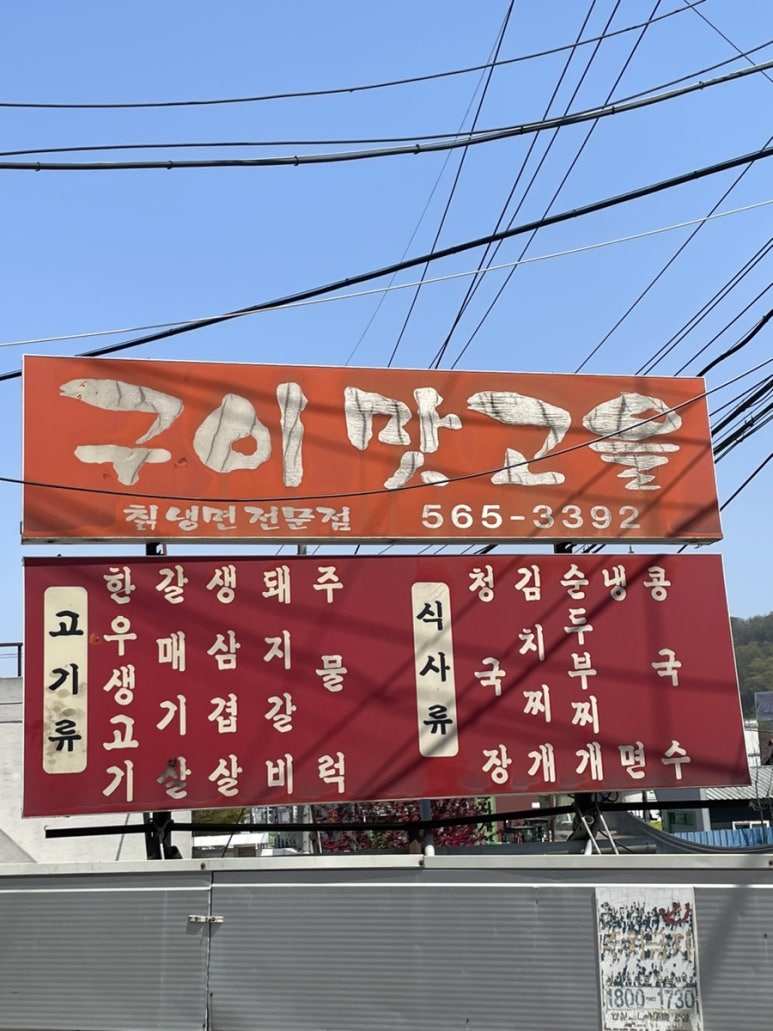 구이 맛고을
칡냉면전문점 565-3392
고기류
한우생고기
갈매기살
생삼겹살
돼지갈비
주물럭
식사류
청국장
김치찌개
순두부찌개
냉면
콩국수
1800-1730